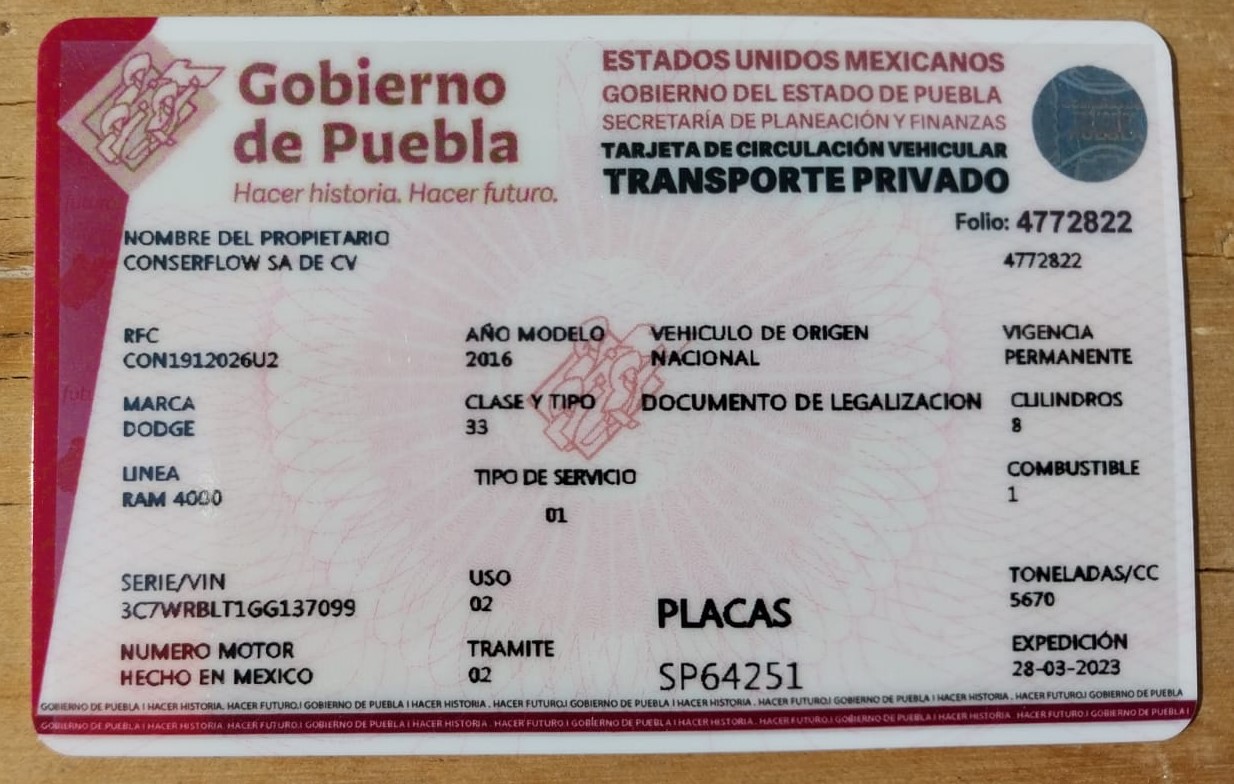 Gobierno
de Puebla
Hacer historia. Hacer futuro.
ESTADOS UNIDOS MEXICANOS
GOBIERNO DEL ESTADO DE PUEBLA
SECRETARÍA DE PLANEACIÓN Y FINANZAS
TARJETA DE CIRCULACIÓN VEHICULAR
TRANSPORTE PRIVADO
Folio: 4772822
4772822
NOMBRE DEL PROPIETARIO
CONSERFLOW SA DE CV
RFC
CON1912026U2
AÑO MODELO
2016
VEHICULO DE ORIGEN
NACIONAL
VIGENCIA
PERMANENTE
MARCA
DODGE
CLASE Y TIPO
33
DOCUMENTO DE LEGALIZACION
CLILINDROS
8
LINEA
RAM 4000
TIPO DE SERVICIO
01
COMBUSTIBLE
1
SERIE/VIN
3C7WRBLT1GG137099
USO
02
PLACAS
SP64251
TONELADAS/CC
5670
NUMERO MOTOR
HECHO EN MEXICO
TRAMITE
02
EXPEDICIÓN
28-03-2023
GOBIERNO DE PUEBLA I HACER HISTORIA. HACER FUTURO.I GOBIERNO DE PUEBLA I HACER HISTORIA. HACER FUTURO.I GOBIERNO DE PUEBLA I HACER HISTORIA. HACER FUTURO.I GOBIERNO DE PUEBLA I HACER HISTORIA. HACER FUTURO.I GOBIERNO DE PUEBLA
GOBIERNO DE PUEBLA I HACER HISTORIA. HACER FUTURO.I GOBIERNO DE PUEBLA I HACER HISTORIA. HACER FUTURO.I GOBIERNO DE PUEBLA I HACER HISTORIA. HACER FUTURO.I GOBIERNO DE PUEBLA I HACER HISTORIA. HACER FUTURO.I GOBIERNO DE PUEBLA I